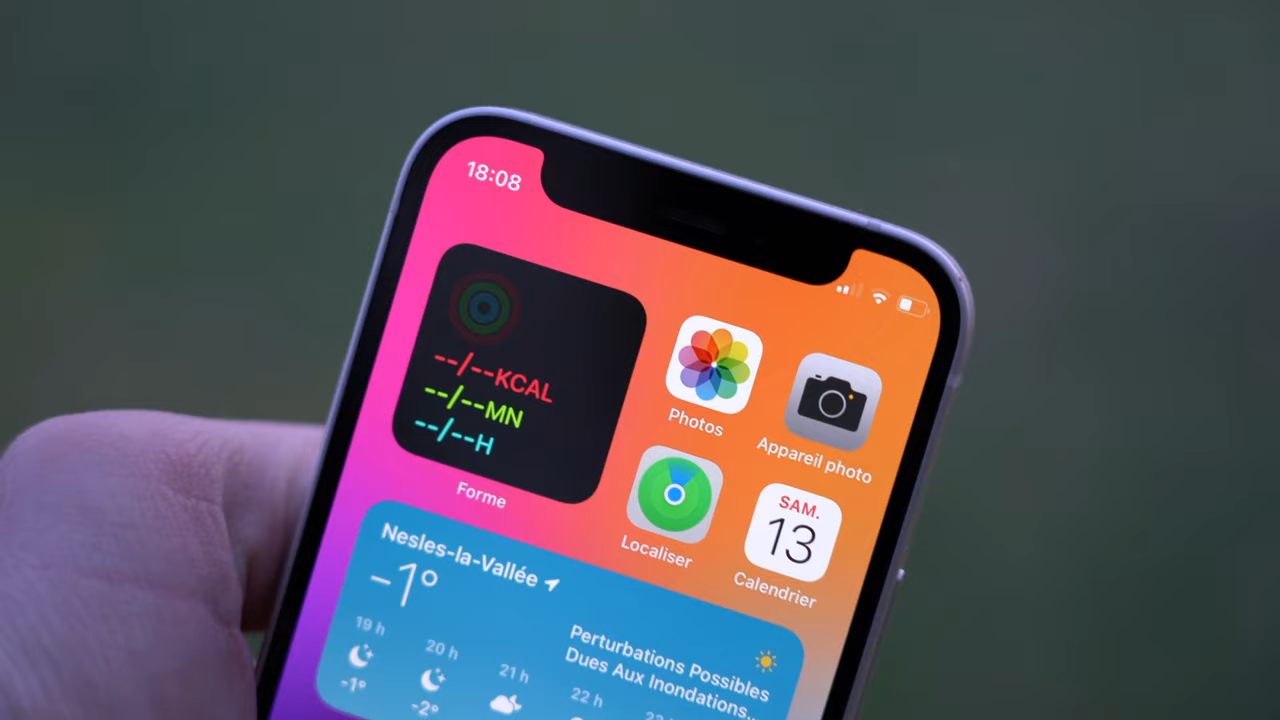 18:08
--/--KCAL
--/--MN
--/--H
Forme
Photos
Appareil photo
Localiser
SAM.
13
Calendrier
Nesles-la-Vallée
-1°
Perturbations Possibles
Dues Aux Inondations...
19 h
20 h
21 h
22 h
-1°
-2°